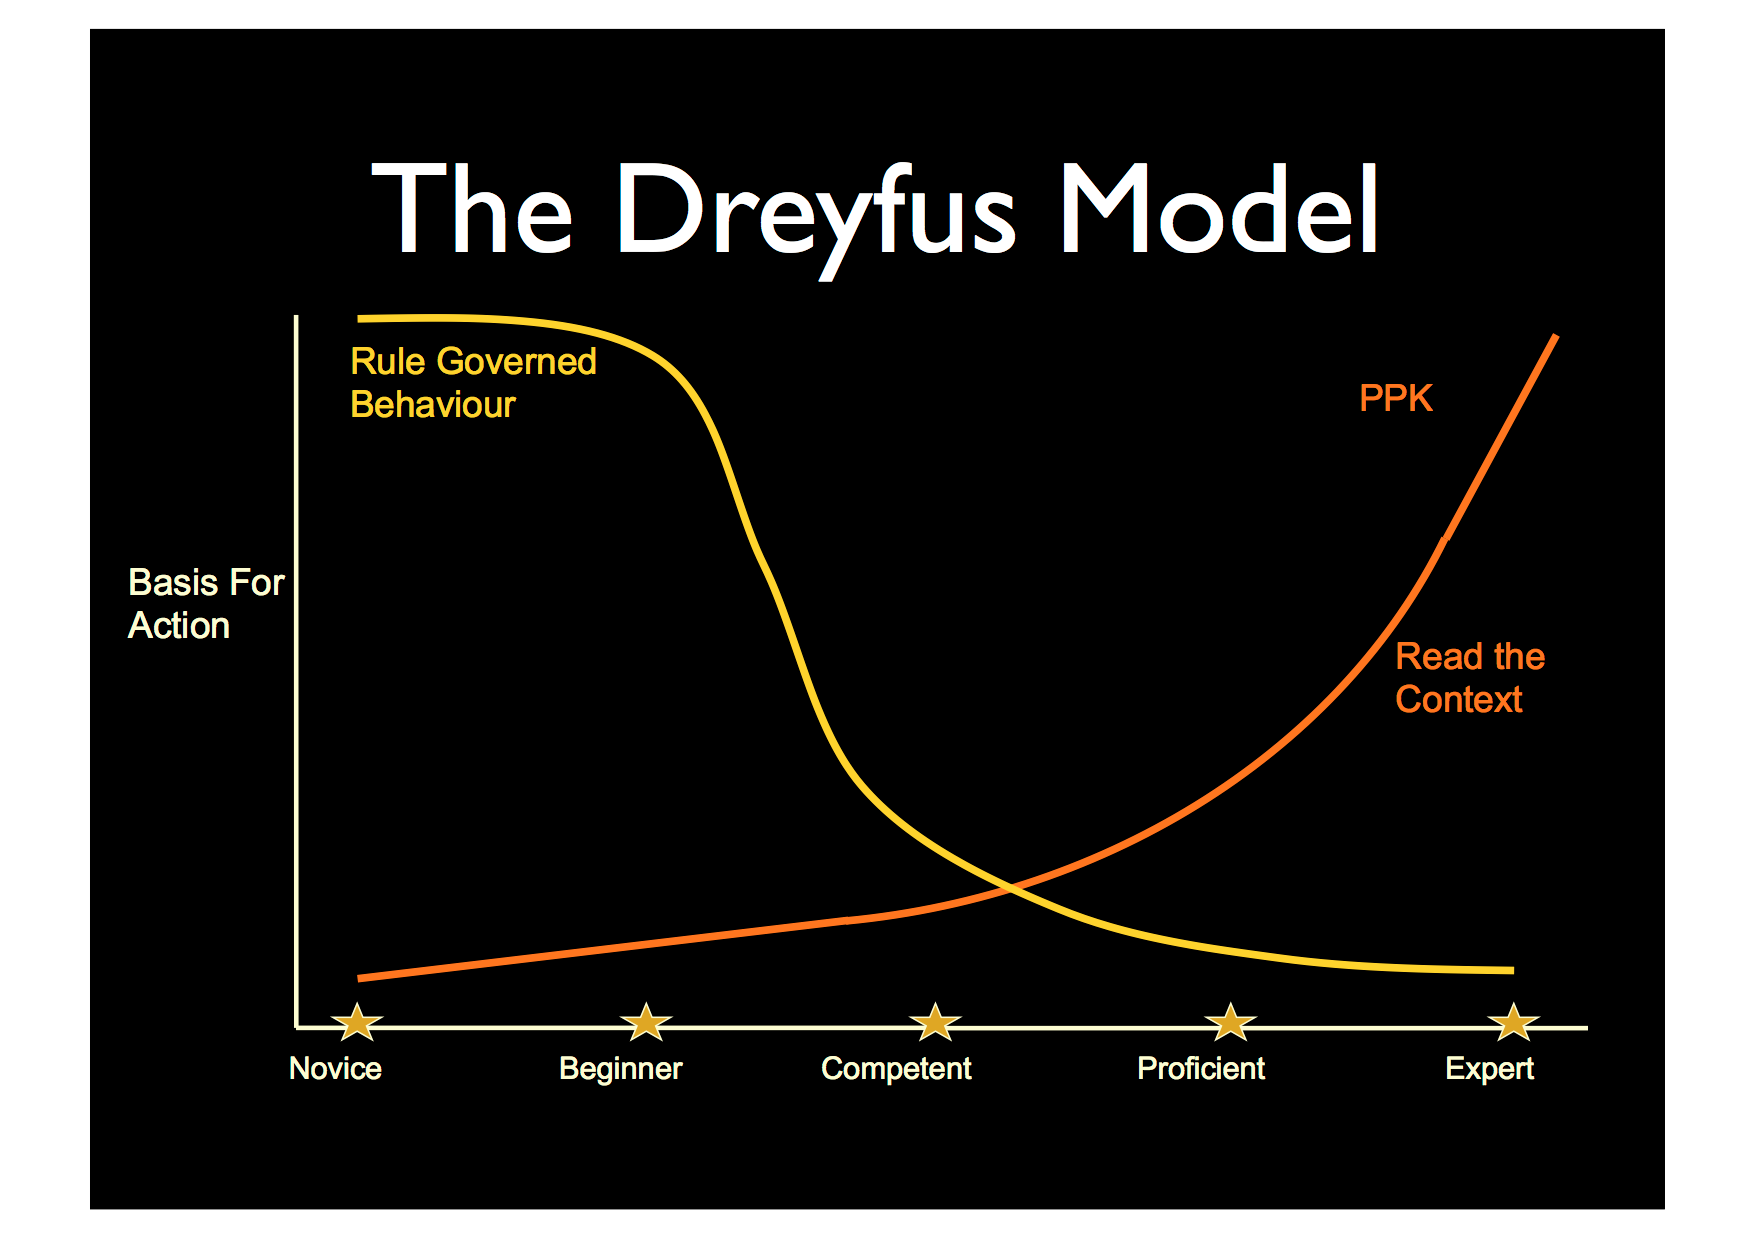 The Dreyfus Model
Rule Governed
Behaviour
PPK
Basis For
Action
Read the
Context
Novice
Beginner
Competent
Proficient
Expert